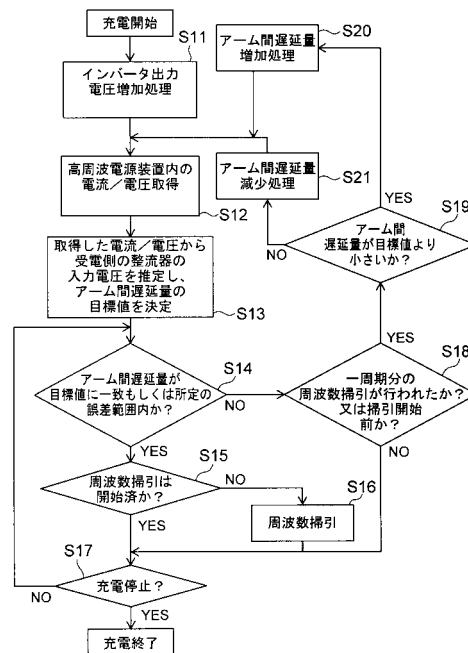 充電開始
S11
インバータ出力
電圧増加処理
S20
アーム間遅延量
増加処理
高周波電源装置内の
電流／電圧取得
S12
アーム間遅延量
減少処理
S21
取得した電流／電圧から
受電側の整流器の
入力電圧を推定し、
アーム間遅延量の
目標値を決定
S13
YES
S19
アーム間
遅延量が目標値より
小さいか？
NO
アーム間遅延量が
目標値に一致もしくは所定の
誤差範囲内か？
S14
NO
YES
YES
S18
一周期分の
周波数掃引が行われたか？
又は掃引開始
前か？
NO
S15
周波数掃引は
開始済か？
NO
YES
S16
周波数掃引
S17
充電停止？
NO
YES
充電終了